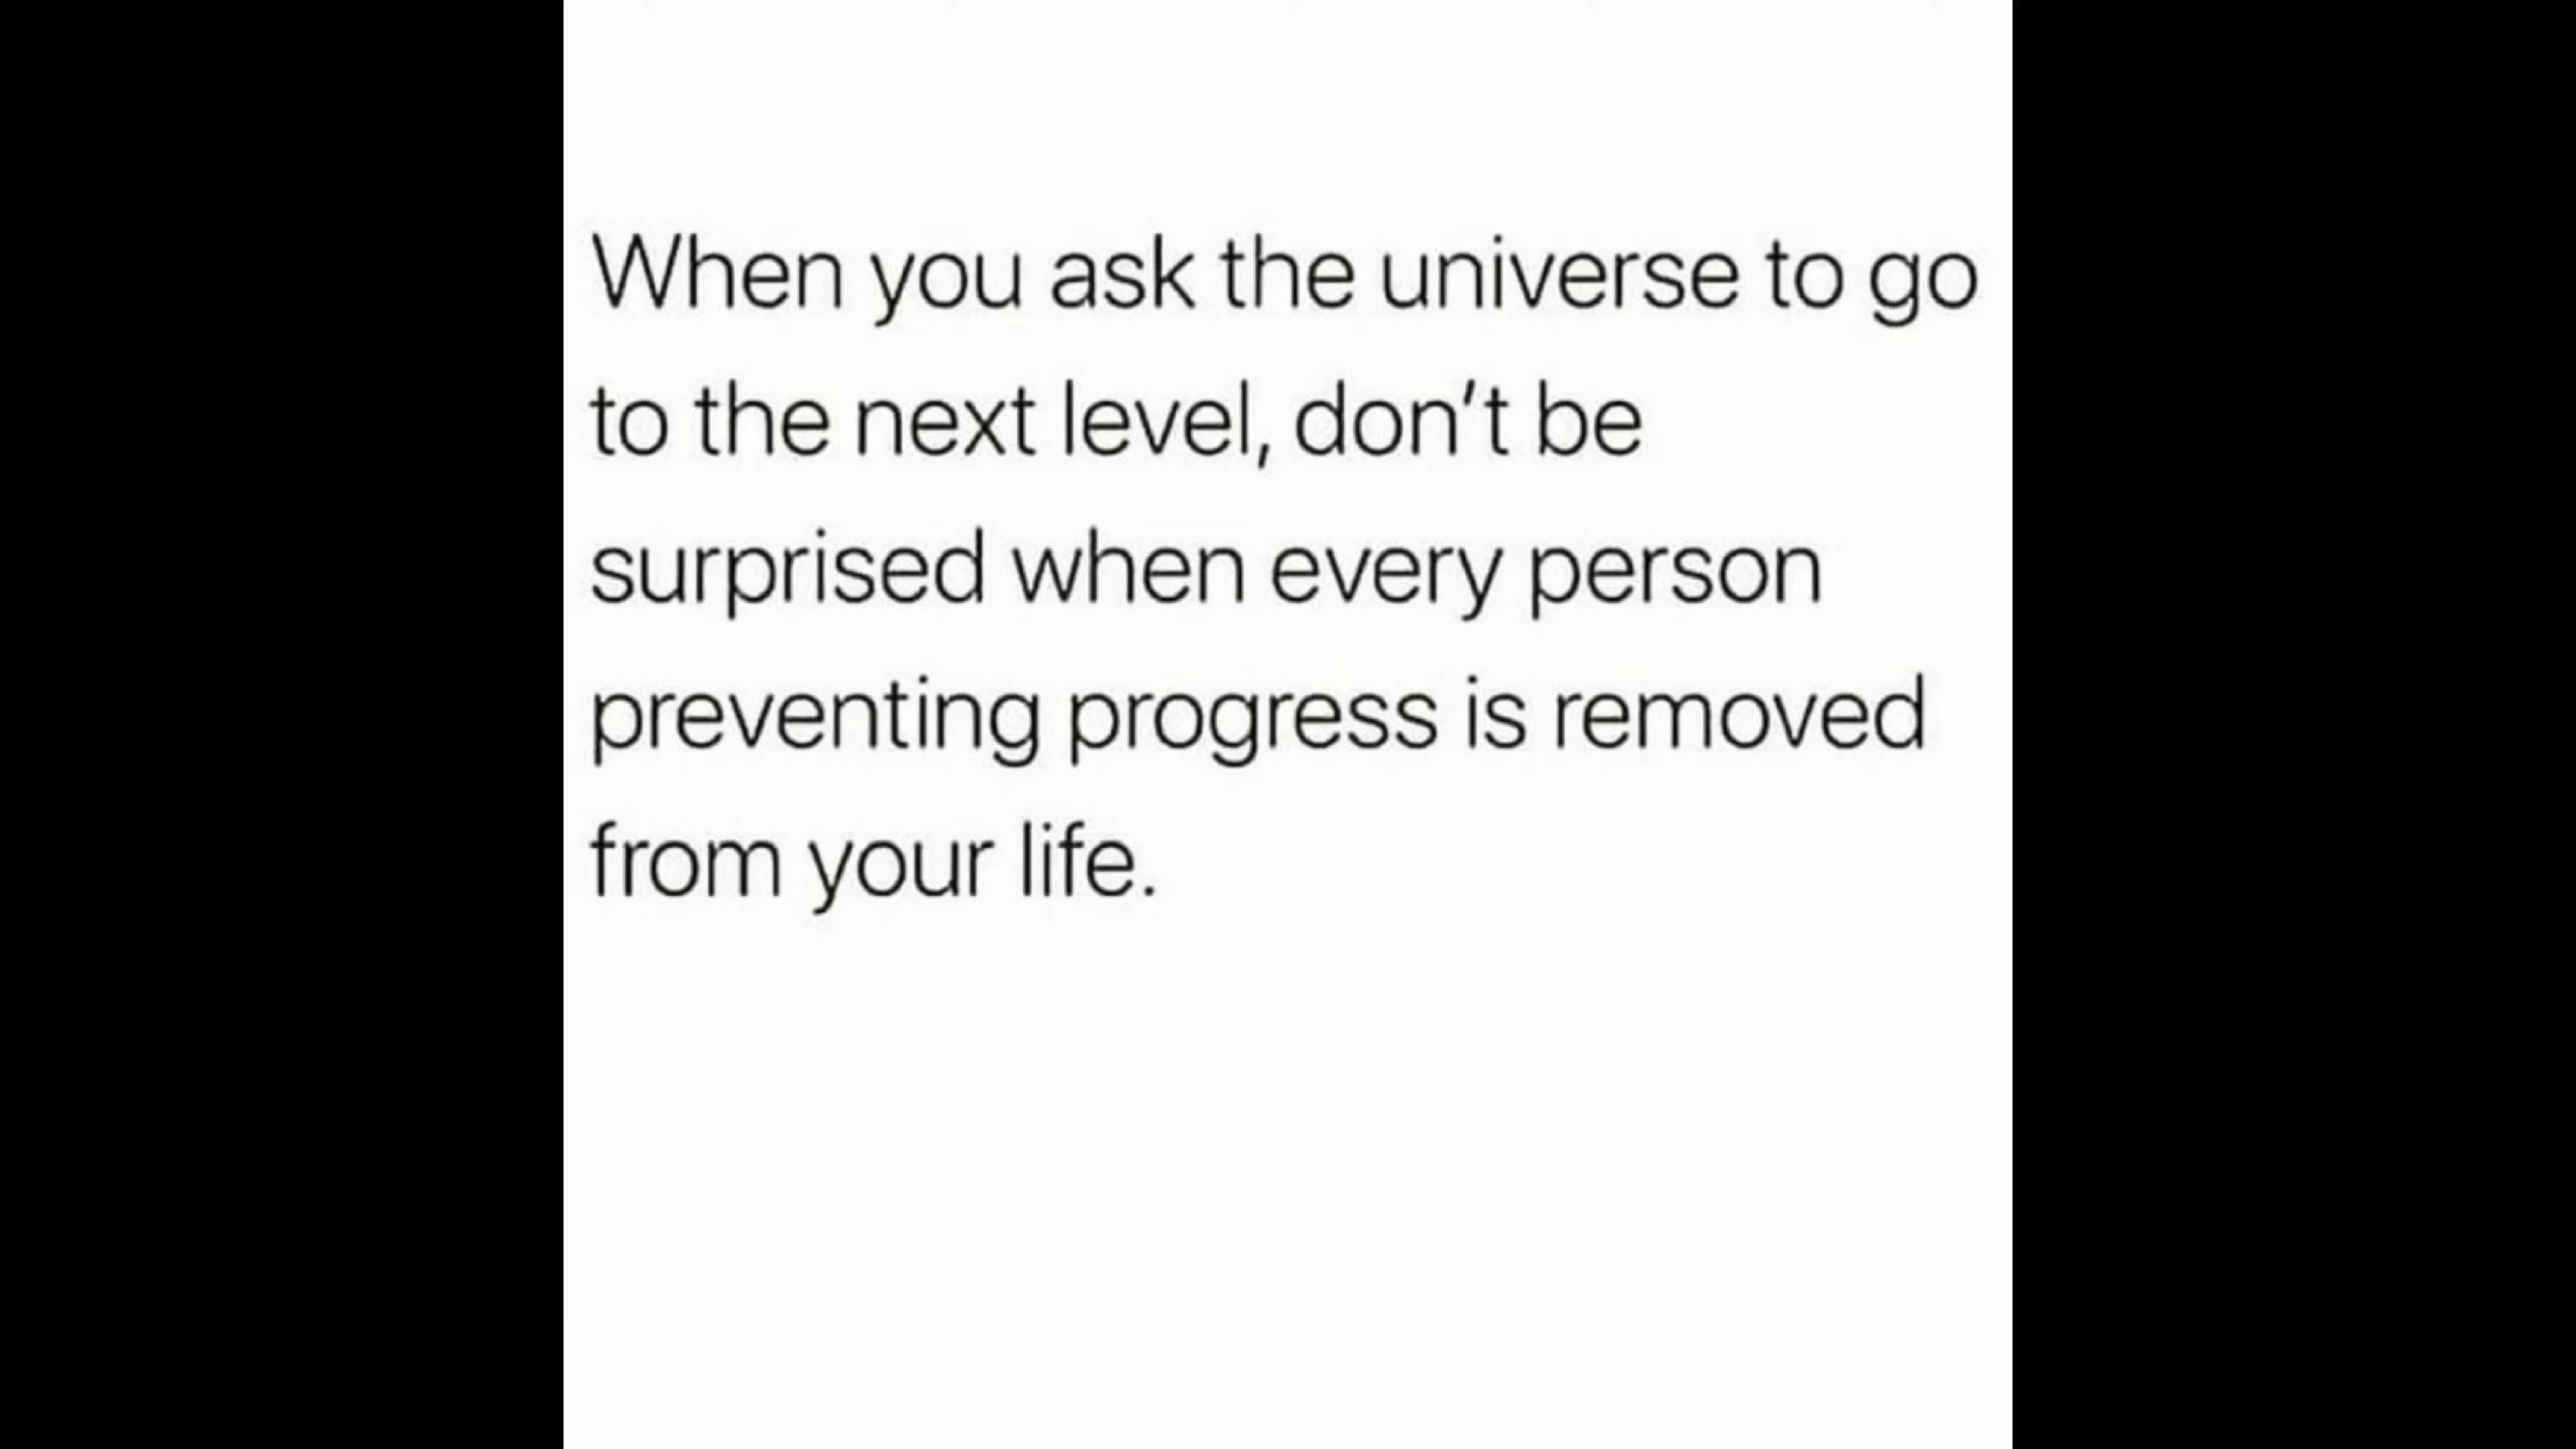 When you ask the universe to go
to the next level, don’t be
surprised when every person
preventing progress is removed
from your life.